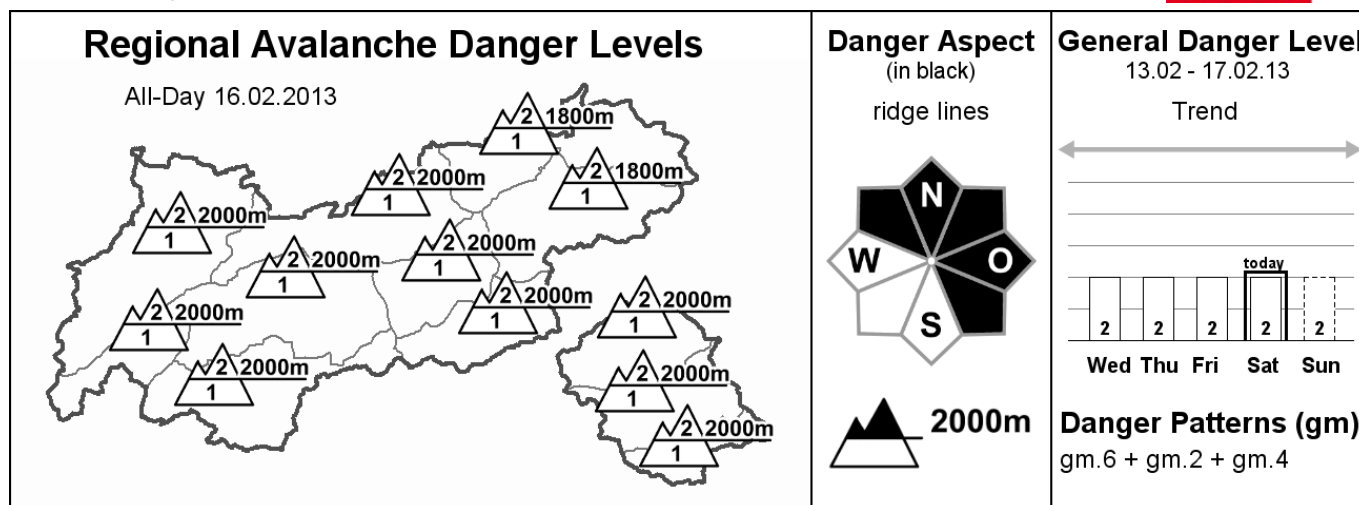 Regional Avalanche Danger Levels
All-Day 16.02.2013
2 1800m
1
2 1800m
1
2 2000m
1
2 2000m
1
2 2000m
1
2 2000m
1
2 2000m
1
2 2000m
1
2 2000m
1
2 2000m
1
2 2000m
1
2 2000m
1
Danger Aspect
(in black)
ridge lines
N
W O
S
2000m
General Danger Level
13.02 - 17.02.13
Trend
today
2 2 2 2 2
Wed Thu Fri Sat Sun
Danger Patterns (gm)
gm.6 + gm.2 + gm.4